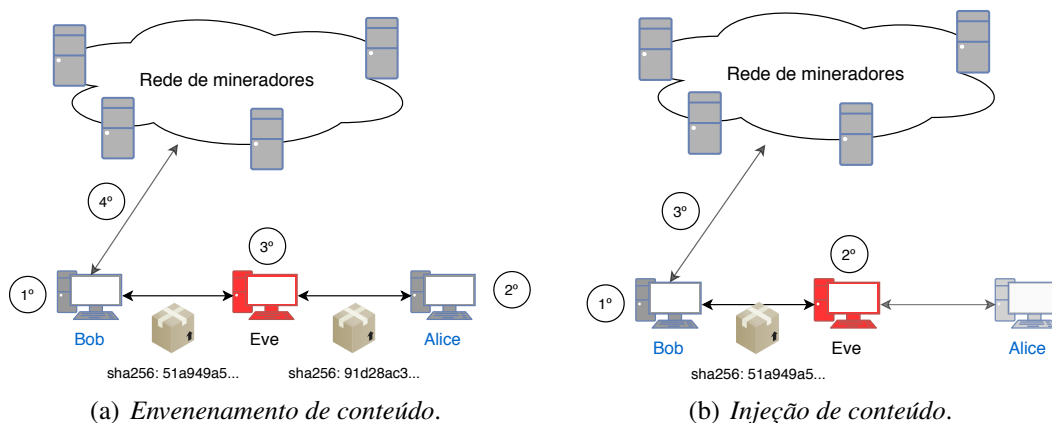 Rede de mineradores
4º
3º
1º
2º
Bob
Eve
Alice
sha256: 51a949a5...
sha256: 91d28ac3...
(a) Envenenamento de conteúdo.
Rede de mineradores
3º
2º
1º
Bob
Eve
Alice
sha256: 51a949a5...
(b) Injeção de conteúdo.